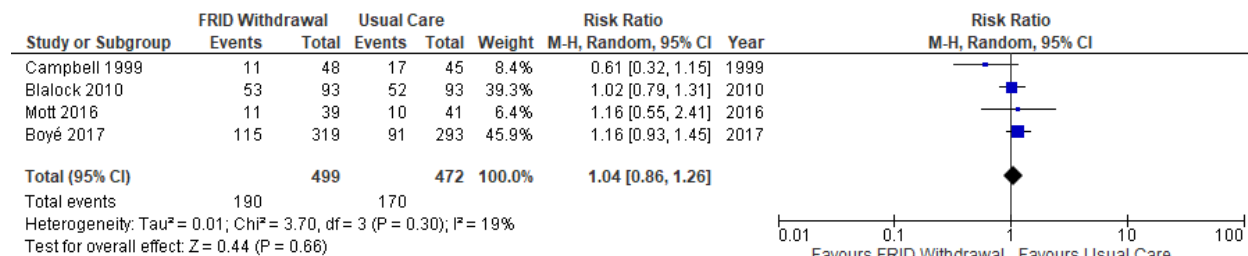 FRID Withdrawal Usual Care Risk Ratio Risk Ratio
Study or Subgroup Events Total Events Total Weight M-H, Random, 95% CI Year M-H, Random, 95% CI
Campbell 1999 11 48 17 45 8.4% 0.61 [0.32, 1.15] 1999
Blalock 2010 53 93 52 93 39.3% 1.02 [0.79, 1.31] 2010
Mott 2016 11 39 10 41 6.4% 1.16 [0.55, 2.41] 2016
Boyé 2017 115 319 91 293 45.9% 1.16 [0.93, 1.45] 2017
Total (95% CI) 499 472 100.0% 1.04 [0.86, 1.26]
Total events 190 170
Heterogeneity: Tau² = 0.01; Chi² = 3.70, df = 3 (P = 0.30); I² = 19%
Test for overall effect: Z = 0.44 (P = 0.66)
0.01 0.1 1 10 100
Favours FRID Withdrawal Favours Usual Care